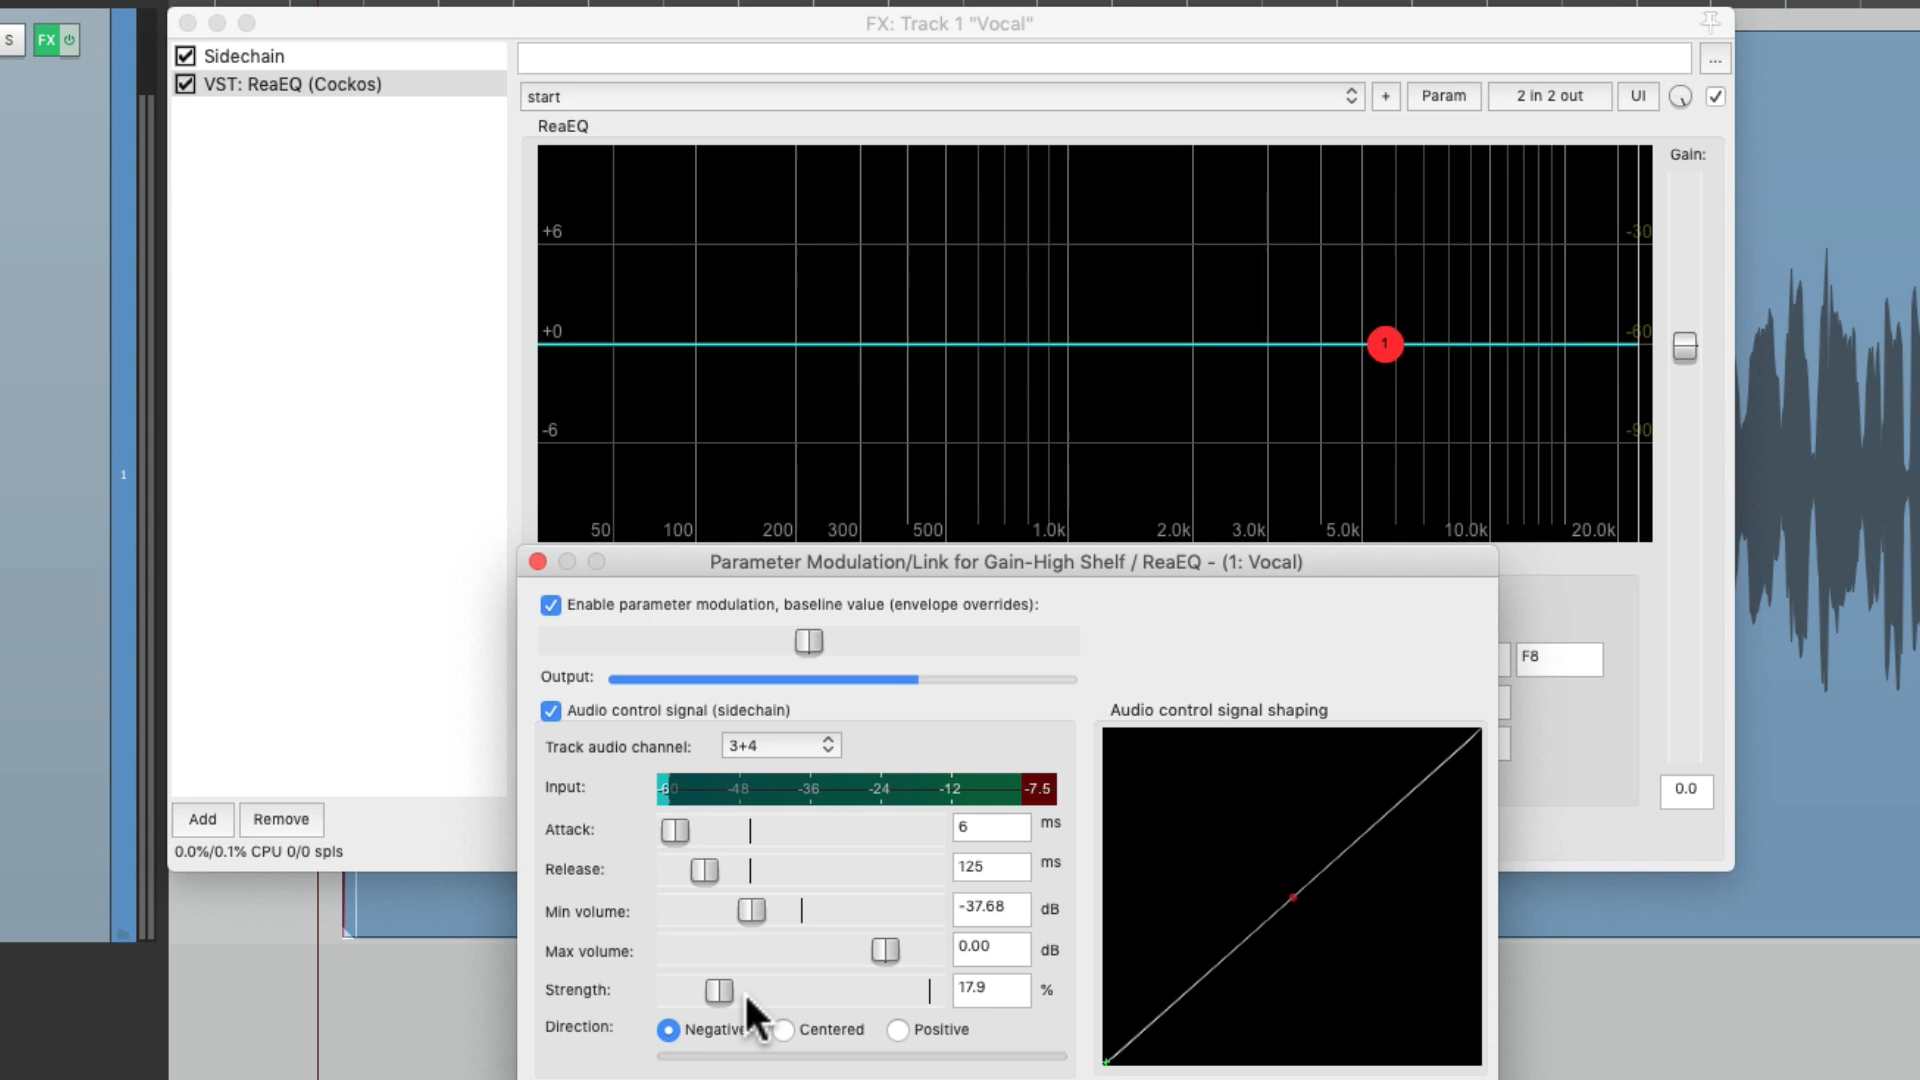 S
FX
FX: Track 1 "Vocal"
Sidechain
VST: ReaEQ (Cockos)
...
start
+
Param
2 in 2 out
UI
ReaEQ
Gain:
+6
-30
+0
-60
1
-6
-90
50 100 200 300 500 1.0k 2.0k 3.0k 5.0k 10.0k 20.0k
1
Parameter Modulation/Link for Gain-High Shelf / ReaEQ - (1: Vocal)
Enable parameter modulation, baseline value (envelope overrides):
F8
Output:
Audio control signal (sidechain)
Audio control signal shaping
Track audio channel: 3+4
Input: -60 -48 -36 -24 -12 -7.5
0.0
Add
Remove
Attack: 6 ms
0.0%/0.1% CPU 0/0 spls
Release: 125 ms
Min volume: -37.68 dB
Max volume: 0.00 dB
Strength: 17.9 %
Direction: Negative Centered Positive